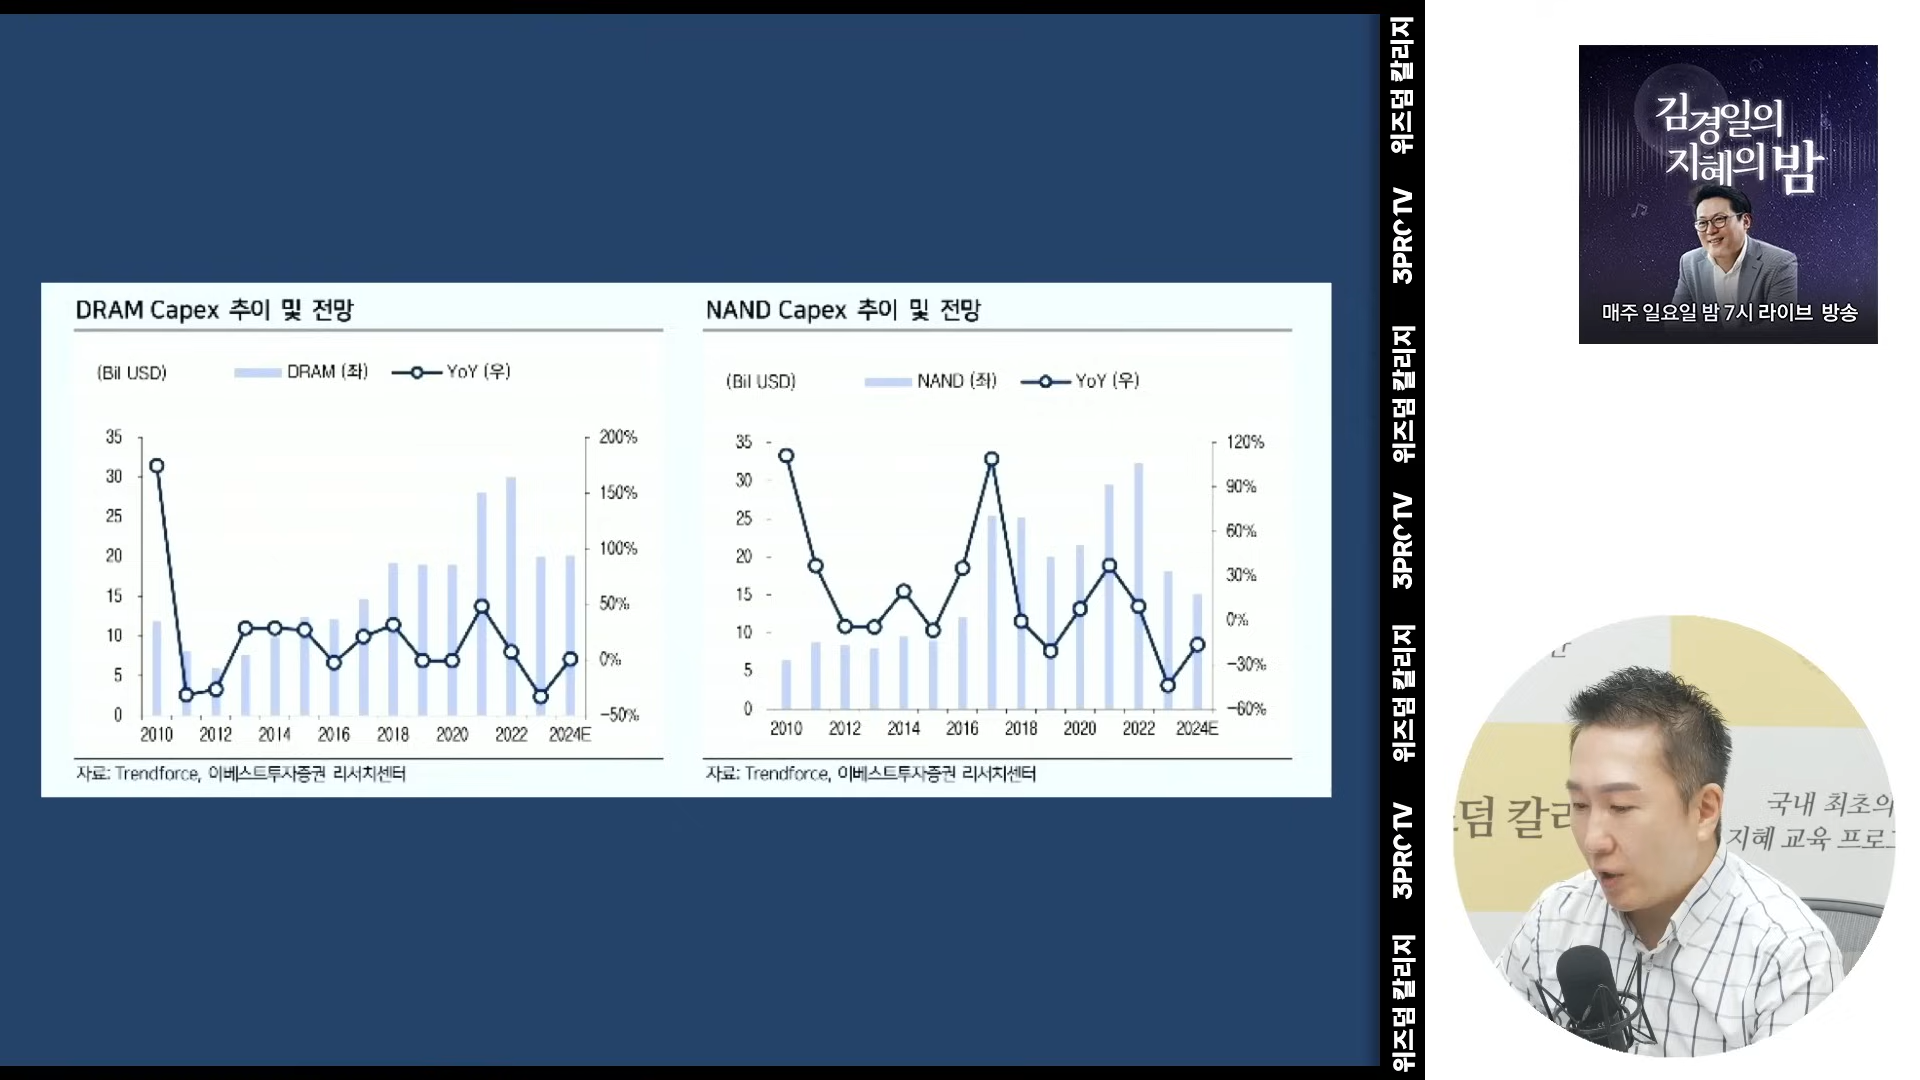 DRAM Capex 추이 및 전망
(Bil USD)
DRAM (좌)
YoY (우)
35
30
25
20
15
10
5
0
200%
150%
100%
50%
0%
-50%
2010
2012
2014
2016
2018
2020
2022
2024E
자료: Trendforce, 이베스트투자증권 리서치센터
NAND Capex 추이 및 전망
(Bil USD)
NAND (좌)
YoY (우)
35
30
25
20
15
10
5
0
120%
90%
60%
30%
0%
-30%
-60%
2010
2012
2014
2016
2018
2020
2022
2024E
자료: Trendforce, 이베스트투자증권 리서치센터
위즈덤 칼리지
3PROTV
위즈덤 칼리지
3PROTV
위즈덤 칼리지
3PROTV
위즈덤 칼리지
김경일의
지혜의 밤
매주 일요일 밤 7시 라이브 방송
덤 칼리
국내 최초의
지혜 교육 프로